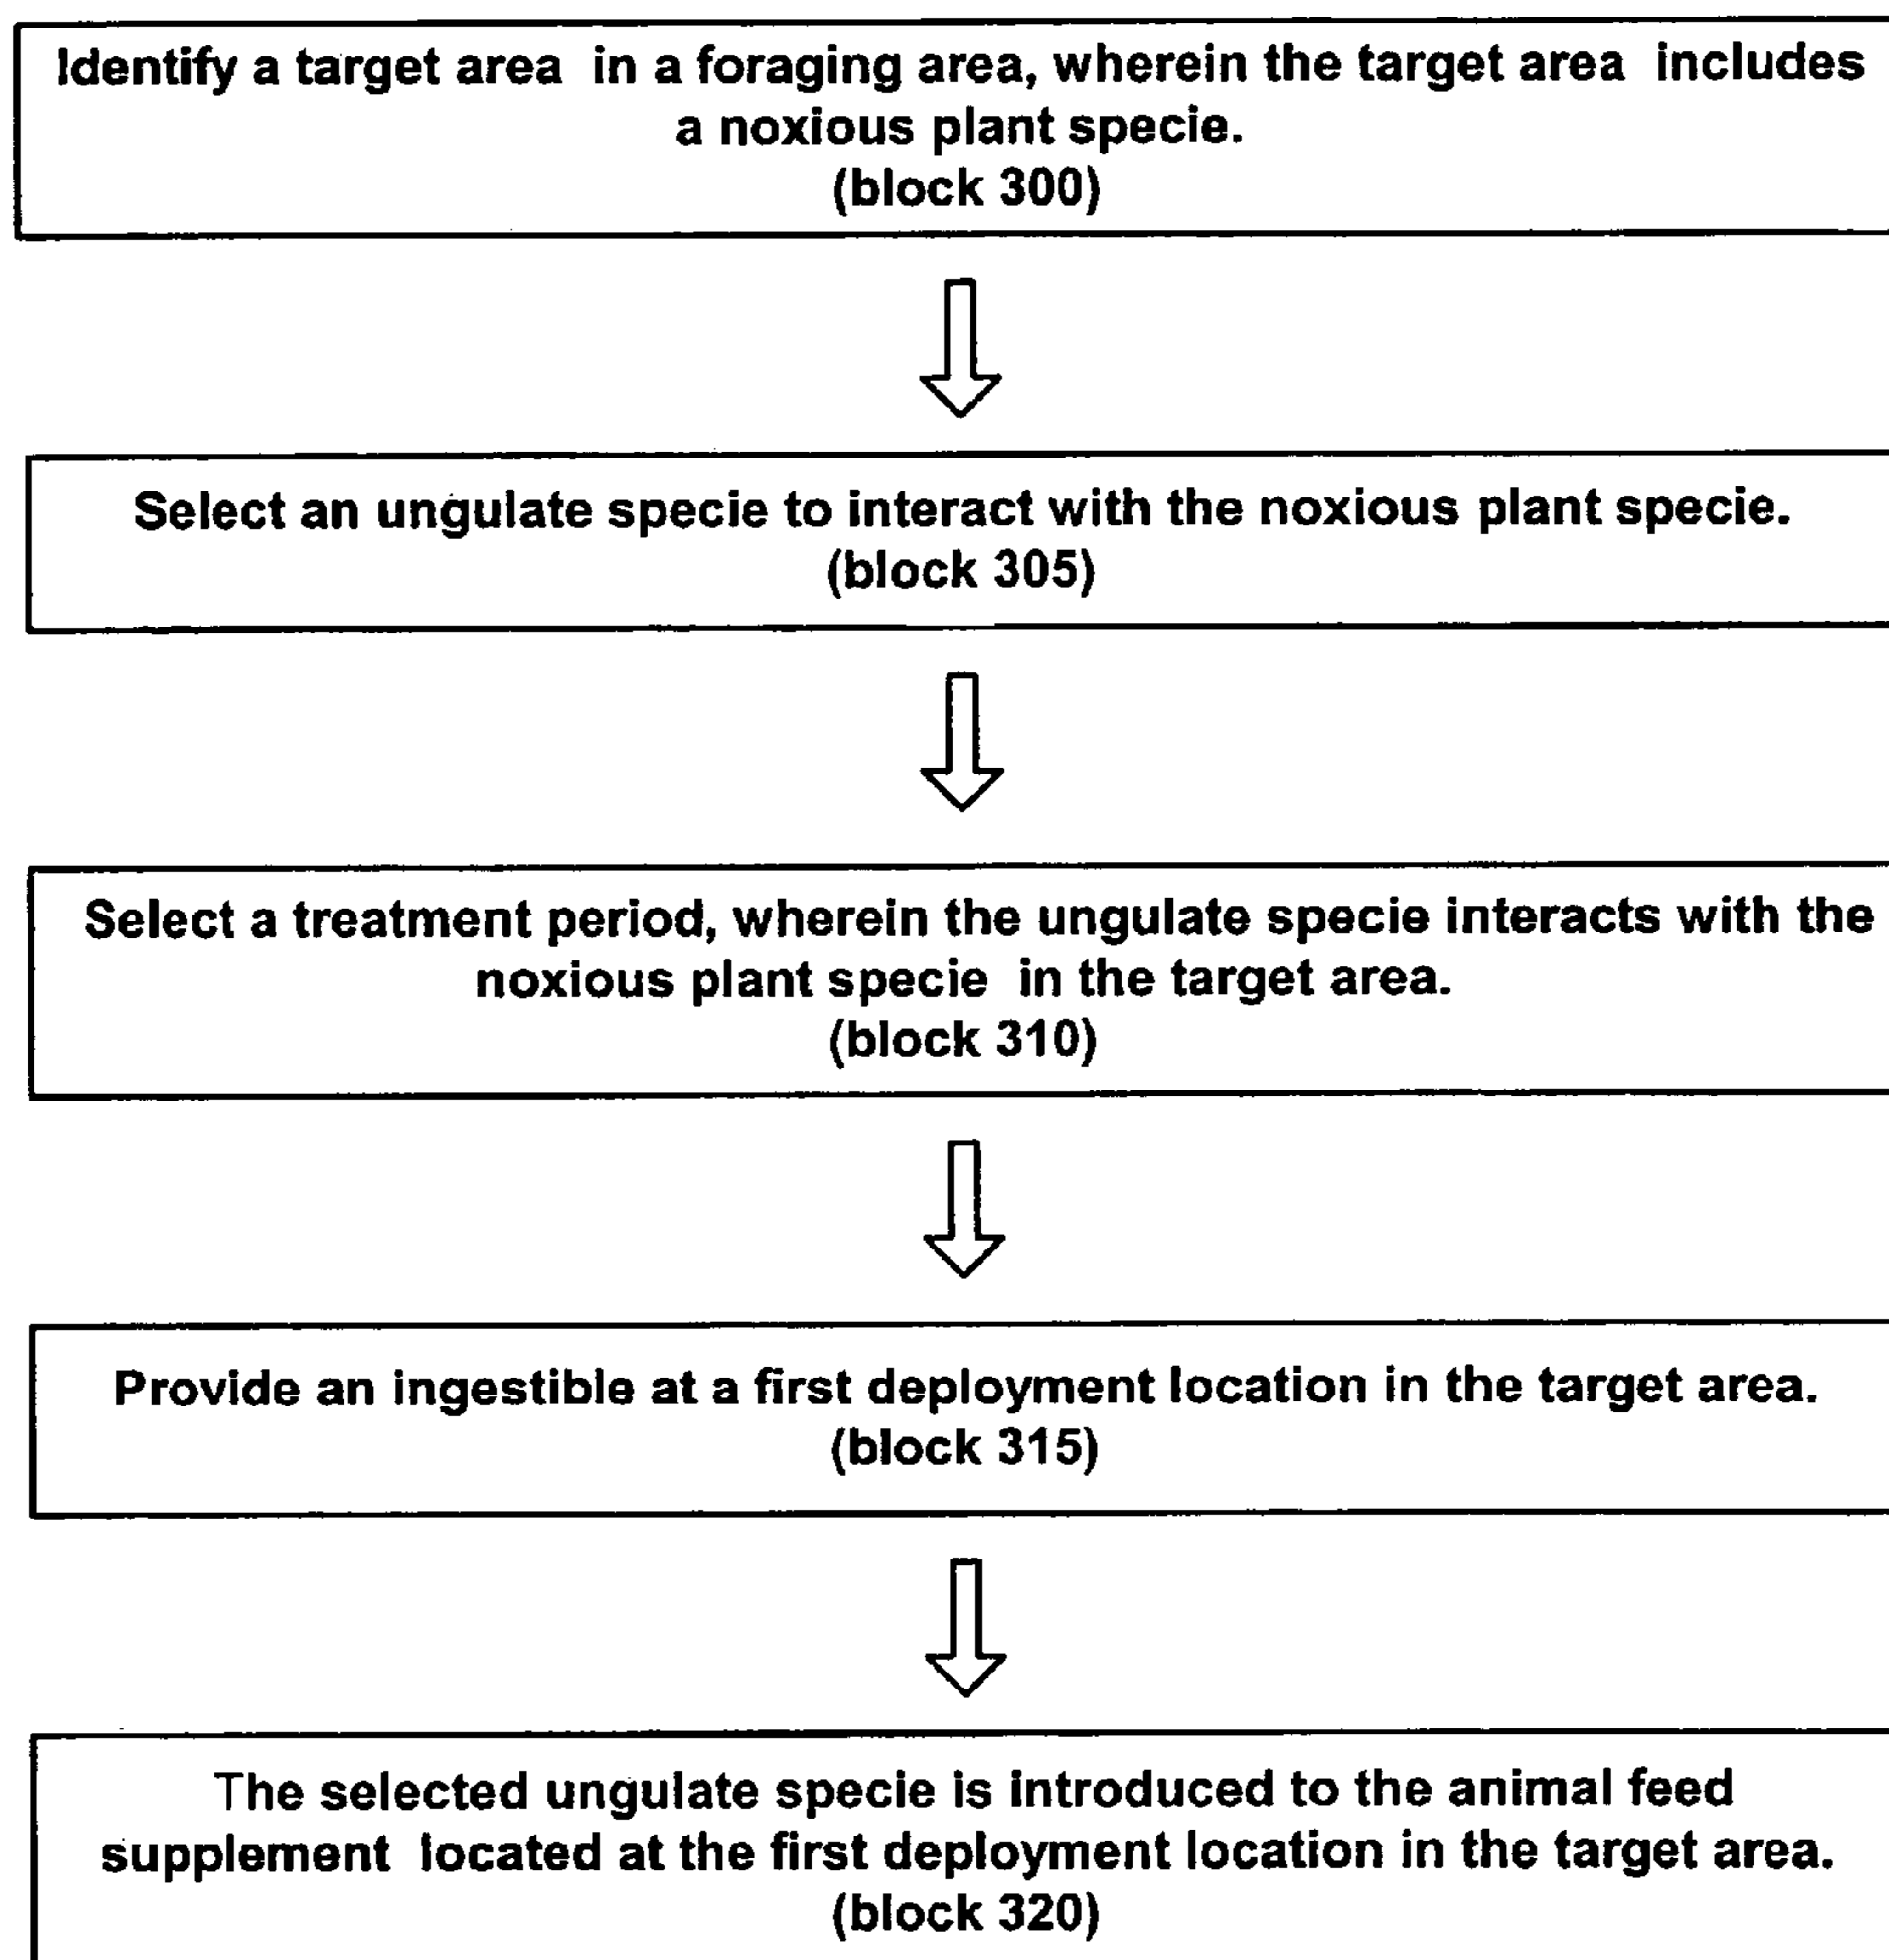 Identify a target area in a foraging area, wherein the target area includes
a noxious plant specie.
(block 300)
Select an ungulate specie to interact with the noxious plant specie.
(block 305)
Select a treatment period, wherein the ungulate specie interacts with the
noxious plant specie in the target area.
(block 310)
Provide an ingestible at a first deployment location in the target area.
(block 315)
The selected ungulate specie is introduced to the animal feed
supplement located at the first deployment location in the target area.
(block 320)